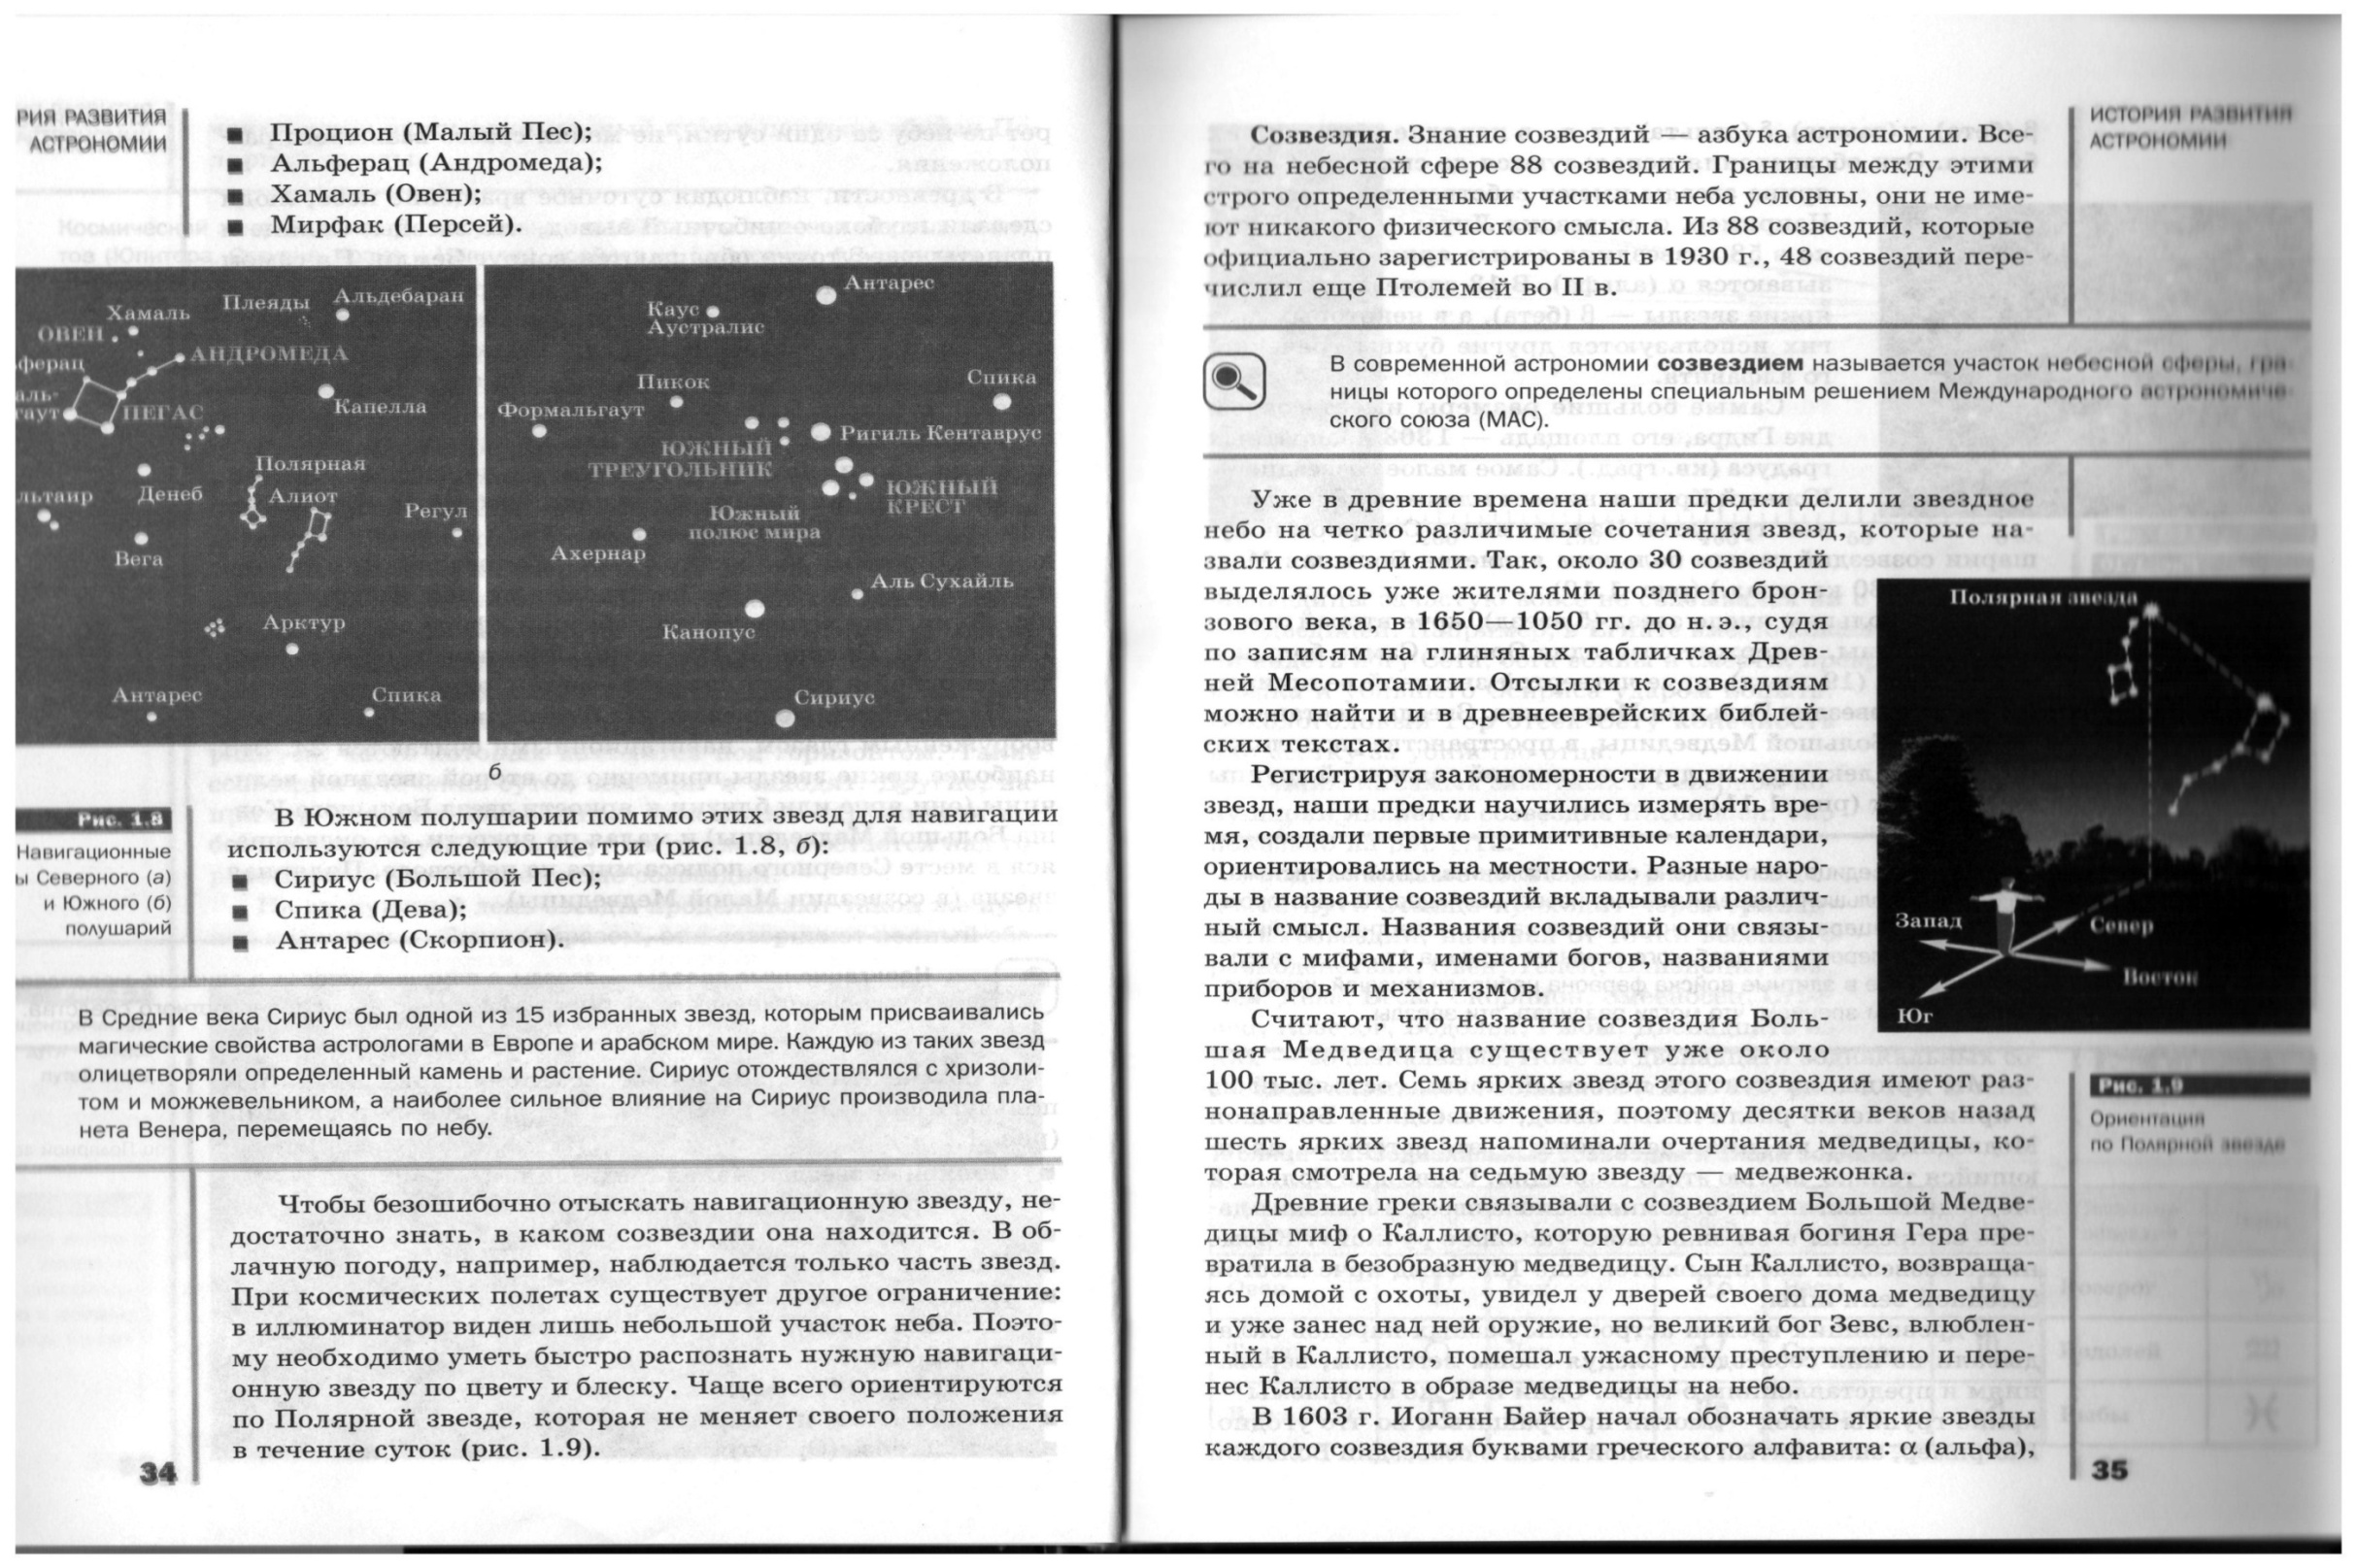 РИЯ РАЗВИТИЯ
АСТРОНОМИИ
Процион (Малый Пес);
Альферац (Андромеда);
Хамаль (Овен);
Мирфак (Персей).
Хамаль
Плеяды
Альдебаран
ОВЕН
ферац
АНДРОМЕДА
аль-
гаут
ПЕГАС
Капелла
Полярная
льтаир
Денеб
Алиот
Регул
Вега
Арктур
Антарес
Спика
Антарес
Каус
Аустралис
Пикок
Спика
Формальгаут
Ригиль Кентаврус
ЮЖНЫЙ
ТРЕУГОЛЬНИК
ЮЖНЫЙ
КРЕСТ
Южный
полюс мира
Ахернар
Аль Сухайль
Канопус
Сириус
б
Рис. 1.8
Навигационные
ы Северного (а)
и Южного (б)
полушарий
В Южном полушарии помимо этих звезд для навигации
используются следующие три (рис. 1.8, б):
Сириус (Большой Пес);
Спика (Дева);
Антарес (Скорпион).
В Средние века Сириус был одной из 15 избранных звезд, которым присваивались
магические свойства астрологами в Европе и арабском мире. Каждую из таких звезд
олицетворяли определенный камень и растение. Сириус отождествлялся с хризоли-
том и можжевельником, а наиболее сильное влияние на Сириус производила пла-
нета Венера, перемещаясь по небу.
Чтобы безошибочно отыскать навигационную звезду, не-
достаточно знать, в каком созвездии она находится. В об-
лачную погоду, например, наблюдается только часть звезд.
При космических полетах существует другое ограничение:
в иллюминатор виден лишь небольшой участок неба. Поэто-
му необходимо уметь быстро распознать нужную навигаци-
онную звезду по цвету и блеску. Чаще всего ориентируются
по Полярной звезде, которая не меняет своего положения
в течение суток (рис. 1.9).
34
ИСТОРИЯ РАЗВИТИЯ
АСТРОНОМИИ
Созвездия. Знание созвездий — азбука астрономии. Все-
го на небесной сфере 88 созвездий. Границы между этими
строго определенными участками неба условны, они не име-
ют никакого физического смысла. Из 88 созвездий, которые
официально зарегистрированы в 1930 г., 48 созвездий пере-
числил еще Птолемей во II в.
В современной астрономии созвездием называется участок небесной сферы, гра-
ницы которого определены специальным решением Международного астрономиче-
ского союза (МАС).
Уже в древние времена наши предки делили звездное
небо на четко различимые сочетания звезд, которые на-
звали созвездиями. Так, около 30 созвездий
выделялось уже жителями позднего брон-
зового века, в 1650—1050 гг. до н.э., судя
по записям на глиняных табличках Древ-
ней Месопотамии. Отсылки к созвездиям
можно найти и в древнееврейских библей-
ских текстах.
Регистрируя закономерности в движении
звезд, наши предки научились измерять вре-
мя, создали первые примитивные календари,
ориентировались на местности. Разные наро-
ды в название созвездий вкладывали различ-
ный смысл. Названия созвездий они связы-
вали с мифами, именами богов, названиями
приборов и механизмов.
Считают, что название созвездия Боль-
шая Медведица существует уже около
100 тыс. лет. Семь ярких звезд этого созвездия имеют раз-
нонаправленные движения, поэтому десятки веков назад
шесть ярких звезд напоминали очертания медведицы, ко-
торая смотрела на седьмую звезду — медвежонка.
Древние греки связывали с созвездием Большой Медве-
дицы миф о Каллисто, которую ревнивая богиня Гера пре-
вратила в безобразную медведицу. Сын Каллисто, возвраща-
ясь домой с охоты, увидел у дверей своего дома медведицу
и уже занес над ней оружие, но великий бог Зевс, влюблен-
ный в Каллисто, помешал ужасному преступлению и пере-
нес Каллисто в образе медведицы на небо.
В 1603 г. Иоганн Байер начал обозначать яркие звезды
каждого созвездия буквами греческого алфавита: α (альфа),
Полярная звезда
Запад
Север
Восток
Юг
Рис. 1.9
Ориентация
по Полярной звезде
35